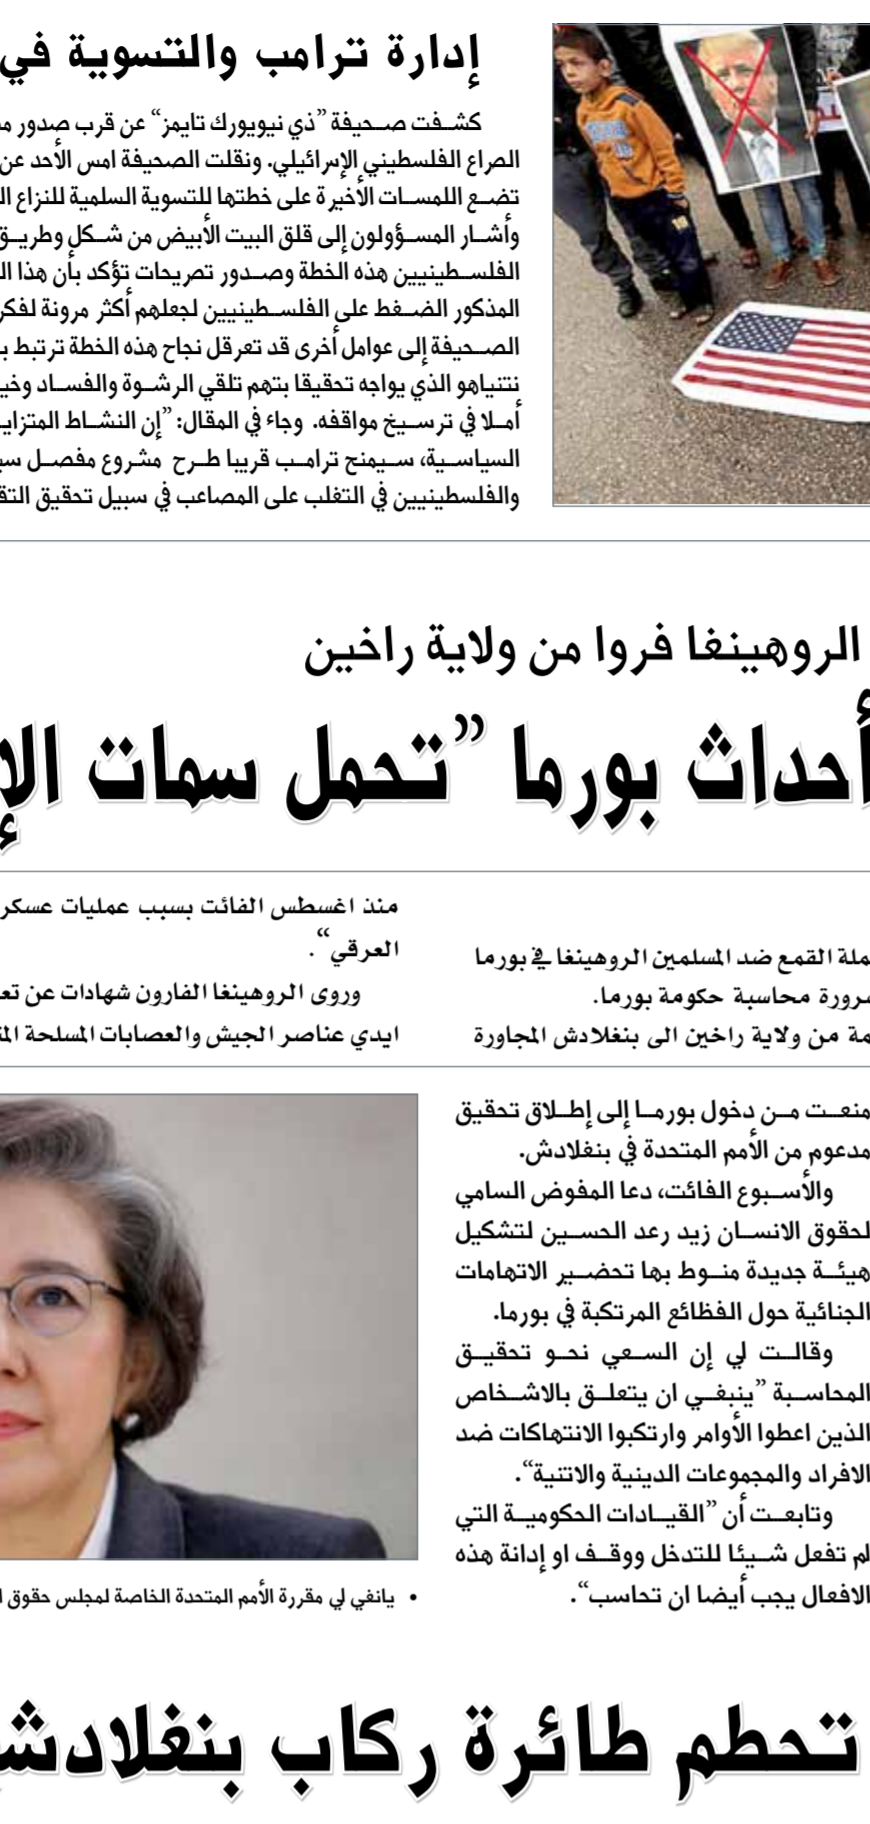 إدارة ترامب والتسوية في
كشفت صحيفة ”ذي نيويورك تايمز“ عن قرب صدور
الصراع الفلسطيني الإسرائيلي. ونقلت الصحيفة امس الأحد عن
تضع اللمسات الأخيرة على خطتها للتسوية السلمية للنزاع
وأشار المسؤولون إلى قلق البيت الأبيض من شكل وطريق
الفلسطينيين هذه الخطة وصدور تصريحات تؤكد بأن هذا
المذكور الضغط على الفلسطينيين لجعلهم أكثر مرونة لفكر
الصحيفة إلى عوامل أخرى قد تعرقل نجاح هذه الخطة ترتبط
نتنياهو الذي يواجه تحقيقا بتهم تلقي الرشوة والفساد
أملا في ترسيخ مواقفه. وجاء في المقال: ”إن النشاط
السياسية، سيمنح ترامب قريبا طرح مشروع مفصل
والفلسطينيين في التغلب على المصاعب في سبيل تحقيق
الروهينغا فروا من ولاية راخين
أحداث بورما ”تحمل سمات
ملة القمع ضد المسلمين الروهينغا في بورما
رورة محاسبة حكومة بورما.
مة من ولاية راخين الى بنغلادش المجاورة
منذ اغسطس الفائت بسبب عمليات عسكر
العرقي“.
وروى الروهينغا الفارون شهادات عن
ايدي عناصر الجيش والعصابات المسلحة
منعت من دخول بورما إلى إطلاق تحقيق
مدعوم من الأمم المتحدة في بنغلادش.
والأسبوع الفائت، دعا المفوض السامي
لحقوق الانسان زيد رعد الحسين لتشكيل
هيئة جديدة منوط بها تحضير الاتهامات
الجنائية حول الفظائع المرتكبة في بورما.
وقالت لي إن السعي نحو تحقيق
المحاسبة ”ينبغي ان يتعلق بالاشخاص
الذين اعطوا الأوامر وارتكبوا الانتهاكات ضد
الافراد والمجموعات الدينية والاتنية“.
وتابعت أن ”القيادات الحكومية التي
لم تفعل شيئا للتدخل ووقف او إدانة هذه
الافعال يجب أيضا ان تحاسب“.
• يانغي لي مقررة الأمم المتحدة الخاصة لمجلس حقوق
تحطم طائرة ركاب بنغلادش